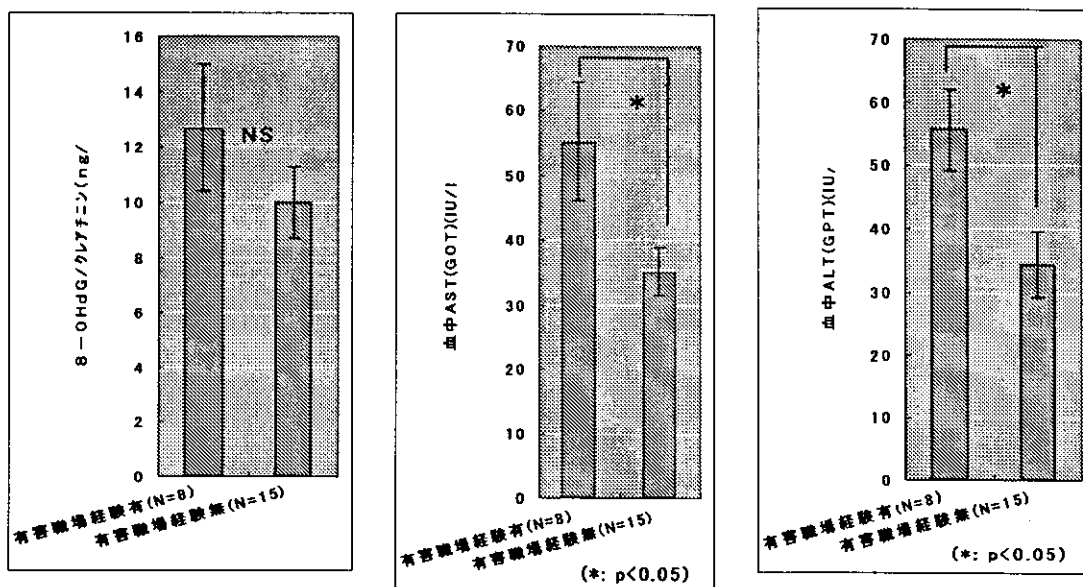 8－OHdG/クレアチニン(ng/
16
14
12
10
8
6
4
2
0
NS
有害職場経験有(N=8)
有害職場経験無(N=15)
血中AST(GOT)(IU/l
70
60
50
40
30
20
10
0
*
有害職場経験有(N=8)
有害職場経験無(N=15)
(*: p<0.05)
血中ALT(GPT)(IU/
70
60
50
40
30
20
10
0
*
有害職場経験有(N=8)
有害職場経験無(N=15)
(*: p<0.05)